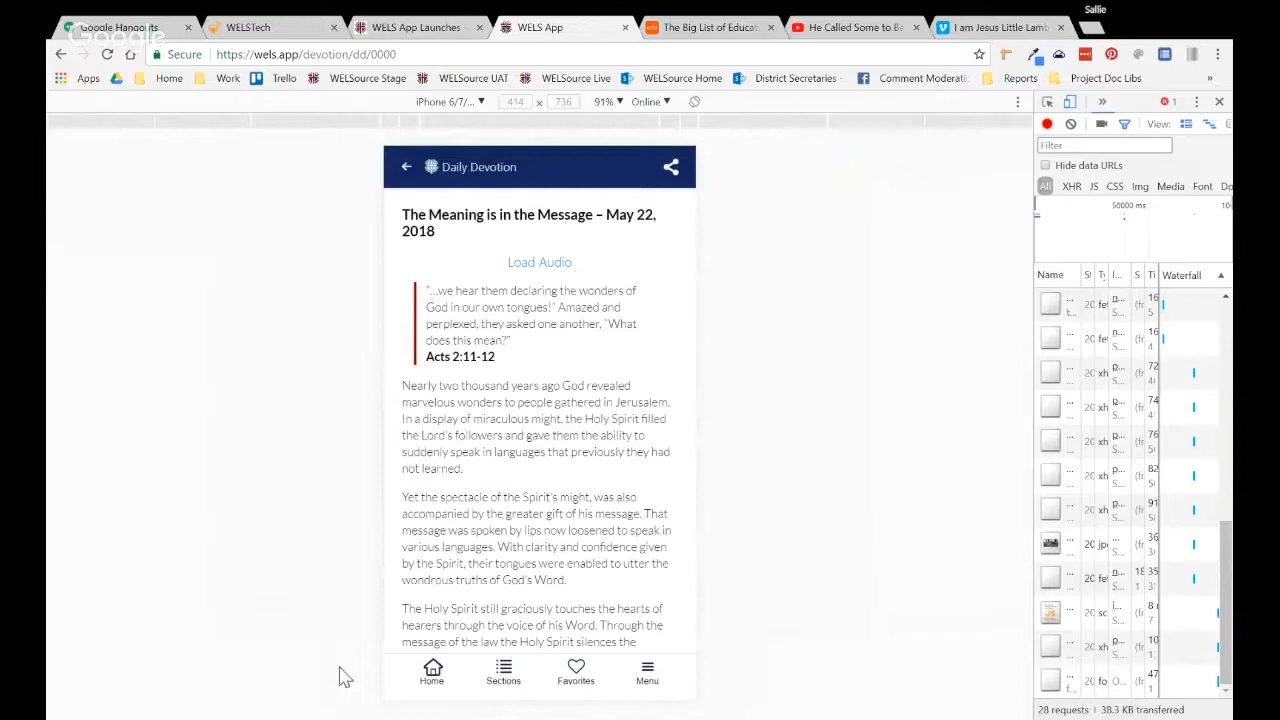 Sallie
Google Hangouts WELSTech WELS App Launches WELS App The Big List of Educ He Called Some to Be I am Jesus Little Lamb
Google
Secure https://wels.app/devotion/dd/0000
Apps Home Work Trello WELSource Stage WELSource Live WELSource Home District Secretaries - Comment Moderati Reports Project Doc Libs »
iPhone 6/7/... 414 × 736 91% Online
View:
Filter
Hide data URLs
All XHR JS CSS Img Media Font Do
50000 ms
Name Waterfall
Daily Devotion
The Meaning is in the Message – May 22,
2018
Load Audio
“…we hear them declaring the wonders of
God in our own tongues!” Amazed and
perplexed, they asked one another, “What
does this mean?”
Acts 2:11-12
Nearly two thousand years ago God revealed
marvelous wonders to people gathered in Jerusalem.
In a display of miraculous might, the Holy Spirit filled
the Lord’s followers and gave them the ability to
suddenly speak in languages that previously they had
not learned.
Yet the spectacle of the Spirit’s might, was also
accompanied by the greater gift of his message. That
message was spoken by lips now loosened to speak in
various languages. With clarity and confidence given
by the Spirit, their tongues were enabled to utter the
wondrous truths of God’s Word.
The Holy Spirit still graciously touches the hearts of
hearers through the voice of his Word. Through the
message of the law the Holy Spirit silences the
Home Sections Favorites Menu
28 requests | 38.3 KB transferred